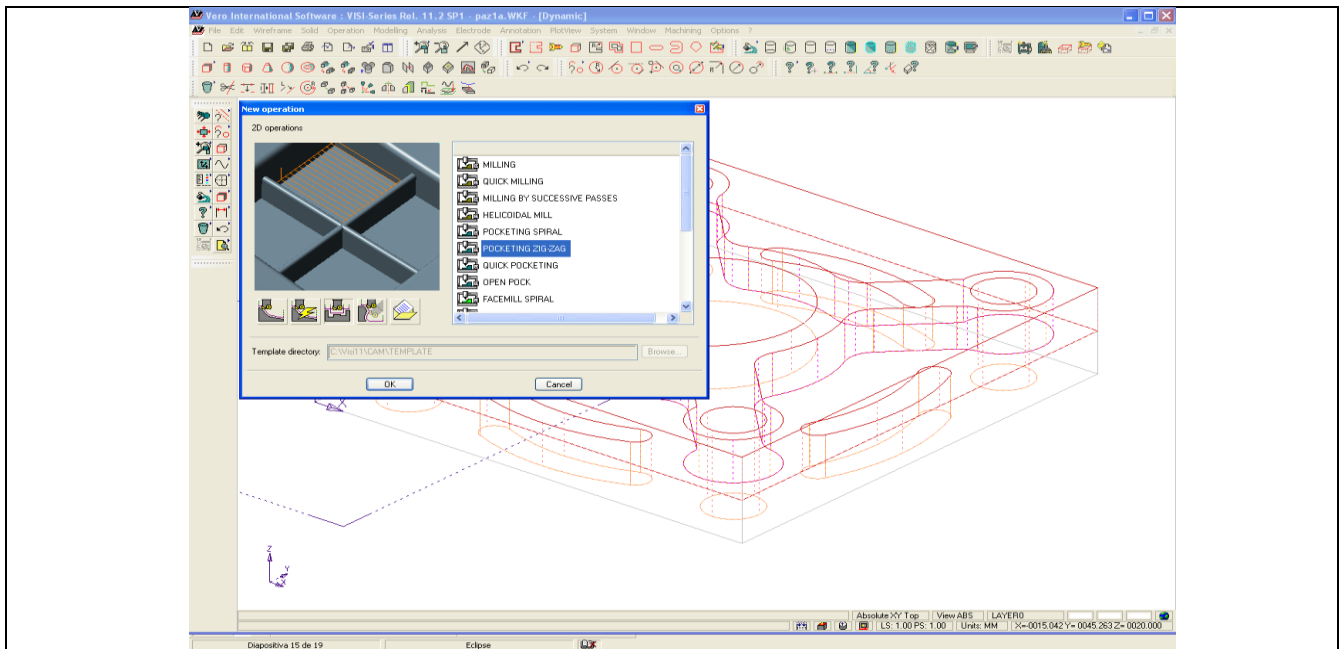 Vero International Software : VISI-Series Rel. 11.2 SP1 - paz1a.WKF - [Dynamic]
File Edit Wireframe Solid Operation Modelling Analysis Electrode Annotation PlotView System Window Machining Options ?
New operation
2D operations
MILLING
QUICK MILLING
MILLING BY SUCCESSIVE PASSES
HELICOIDAL MILL
POCKETING SPIRAL
POCKETING ZIG-ZAG
QUICK POCKETING
OPEN POCK
FACEMILL SPIRAL
Template directory: C:\Visi11\CAM\TEMPLATE Browse...
OK Cancel
X
Z
Y
X
Absolute XY Top View ABS LAYER0
LS: 1.00 PS: 1.00 Units: MM X=-0015.042 Y= 0045.263 Z= 0020.000
Diapositiva 15 de 19 Eclipse